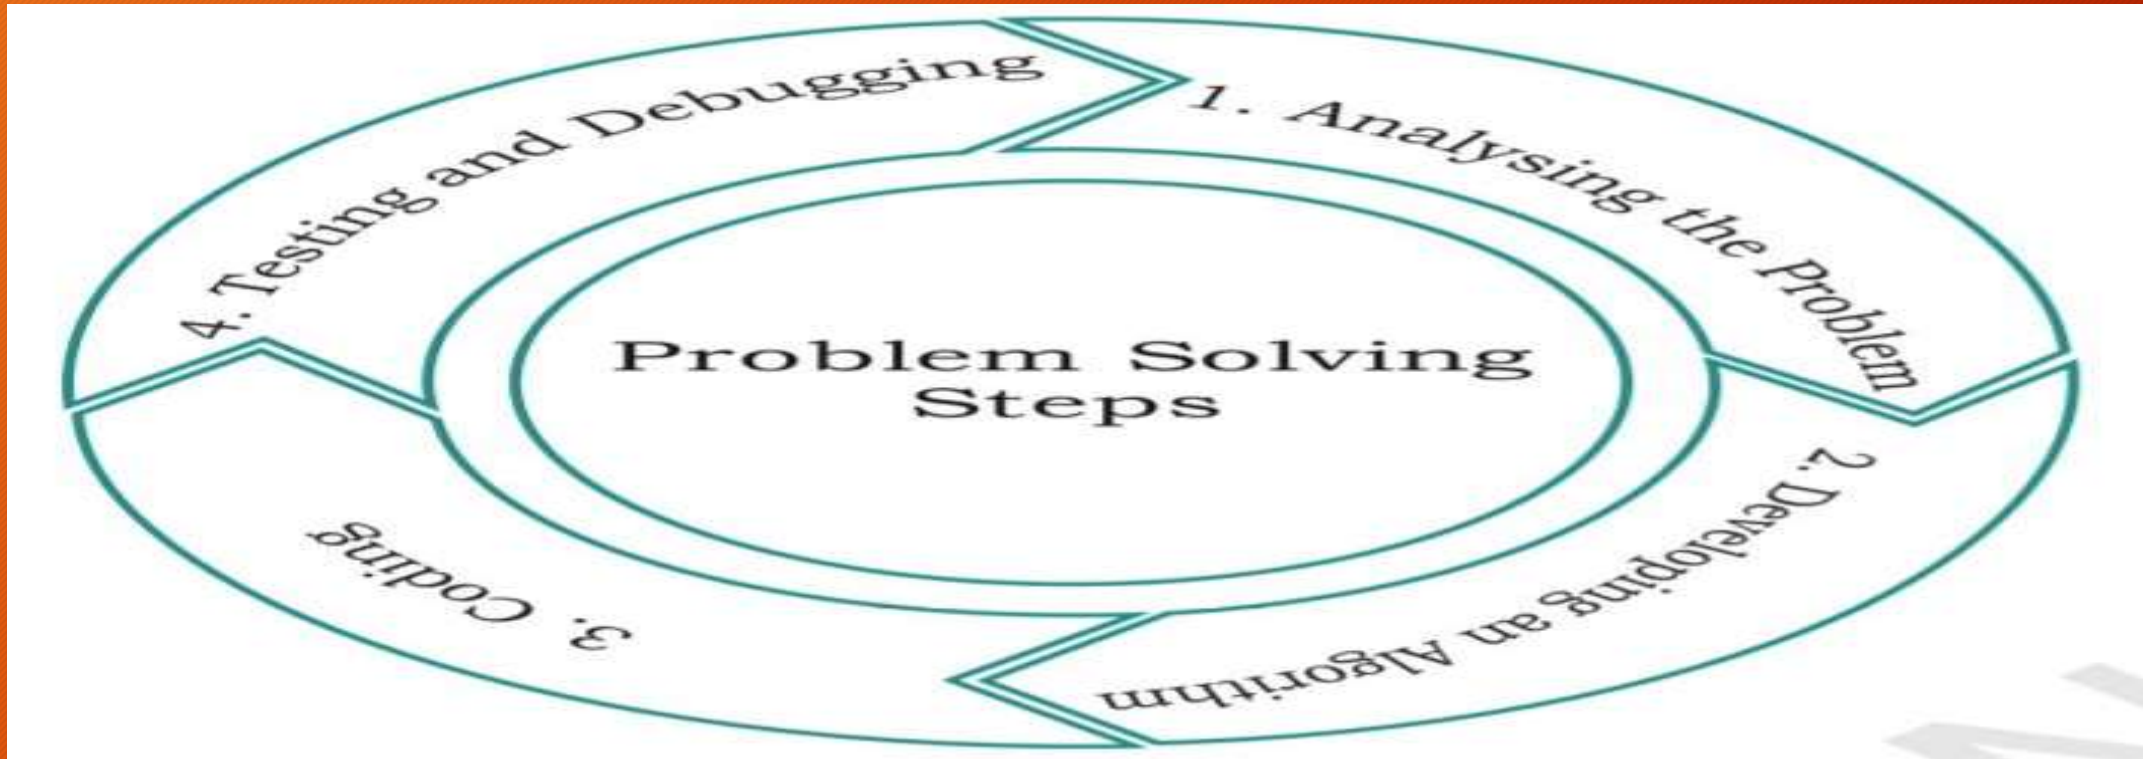 Problem Solving
Steps
1. Analysing the Problem
2. Developing an Algorithm
3. Coding
4. Testing and Debugging